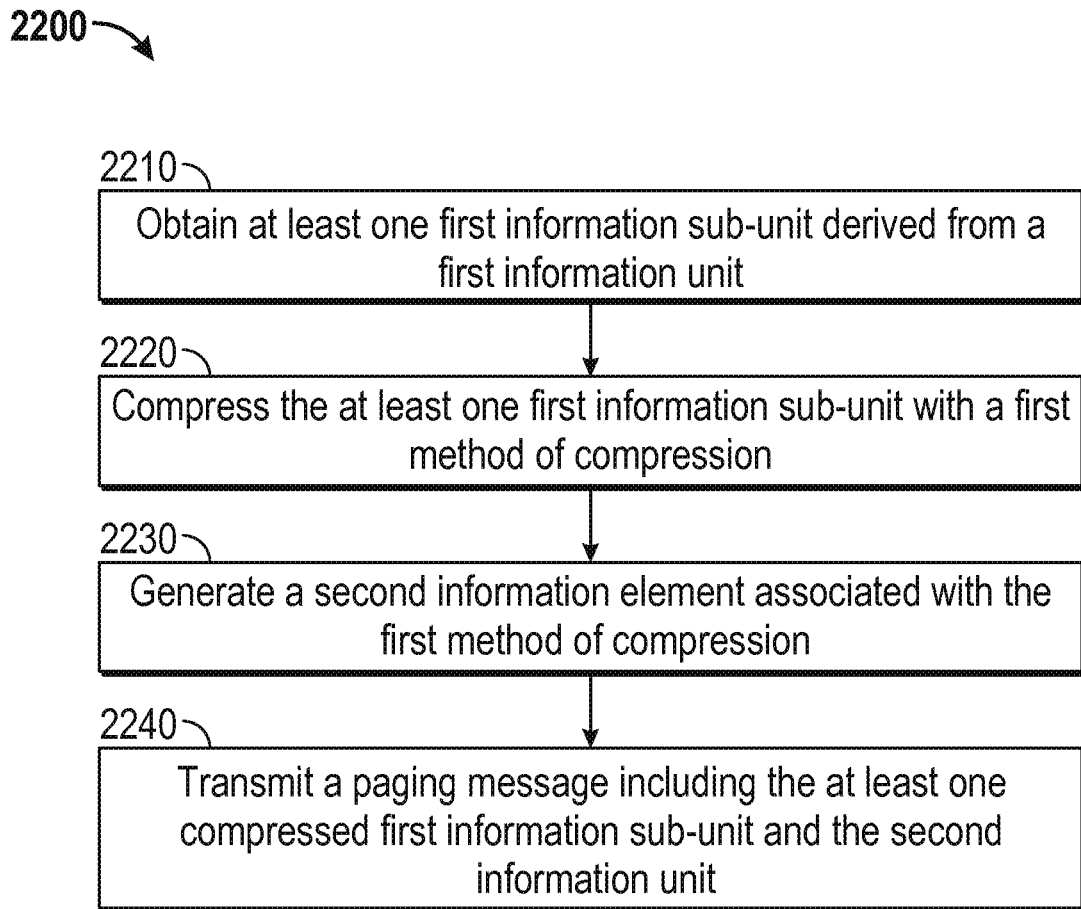 2200
2210
Obtain at least one first information sub-unit derived from a
first information unit
2220
Compress the at least one first information sub-unit with a first
method of compression
2230
Generate a second information element associated with the
first method of compression
2240
Transmit a paging message including the at least one
compressed first information sub-unit and the second
information unit